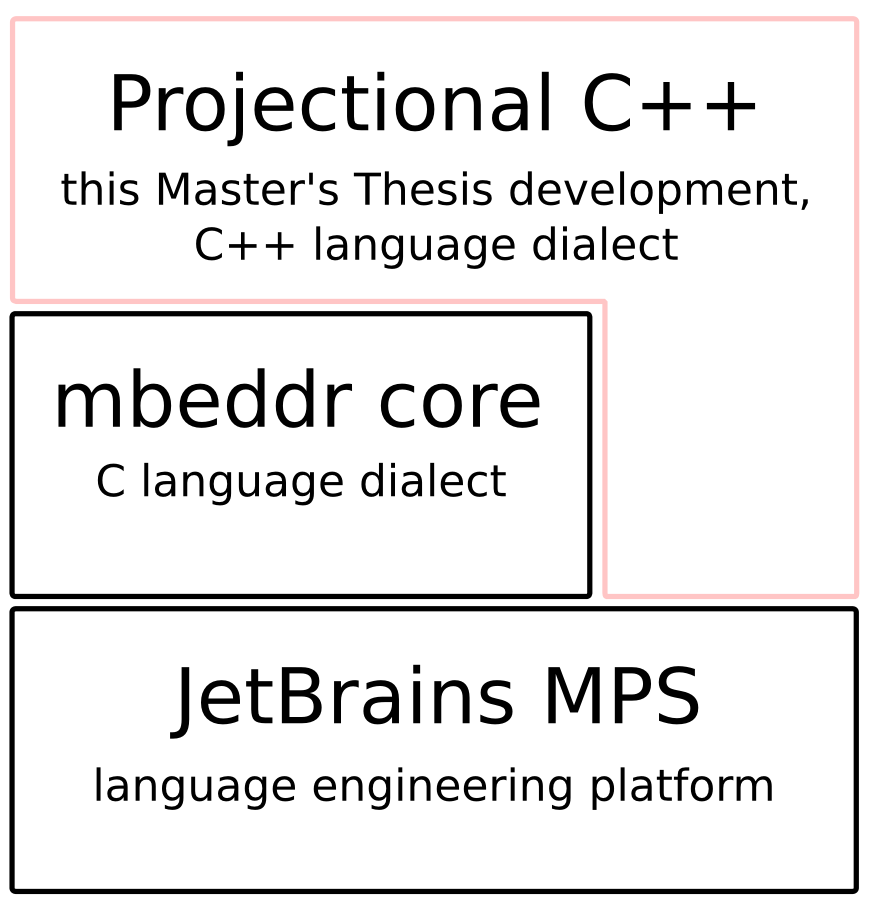 Projectional C++
this Master's Thesis development,
C++ language dialect
mbeddr core
C language dialect
JetBrains MPS
language engineering platform